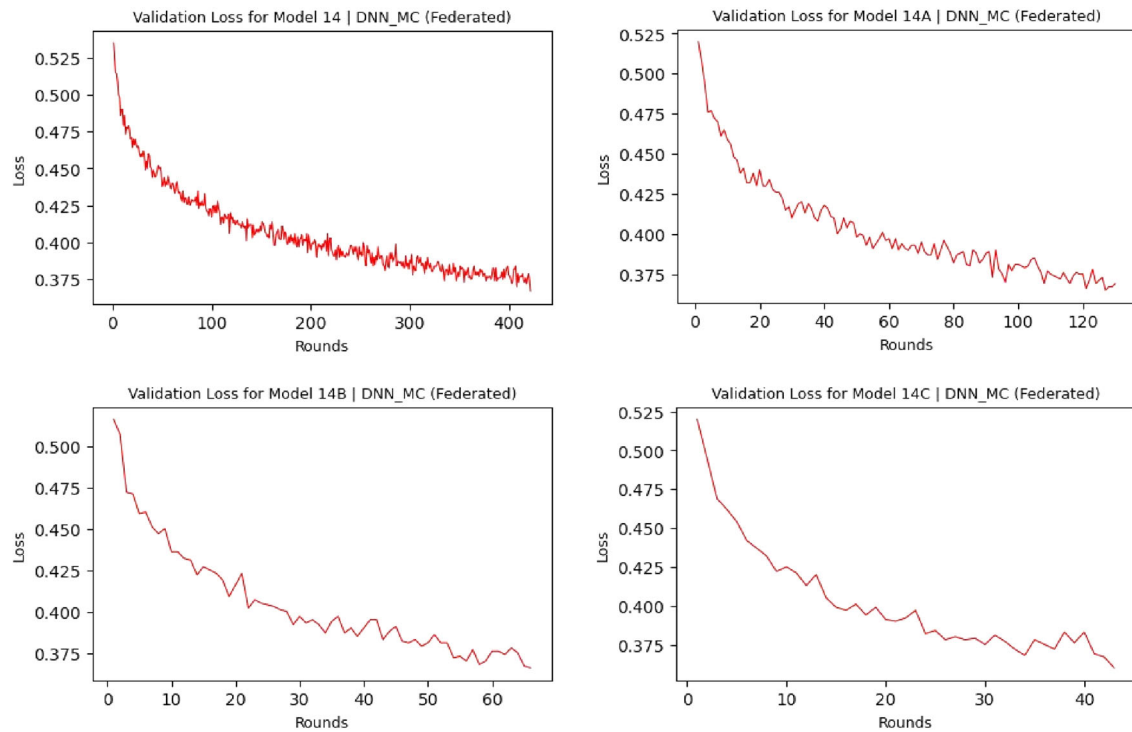 Validation Loss for Model 14 | DNN_MC (Federated)
0.525
0.500
0.475
0.450
0.425
0.400
0.375
Loss
0 100 200 300 400
Rounds
Validation Loss for Model 14A | DNN_MC (Federated)
0.525
0.500
0.475
0.450
0.425
0.400
0.375
Loss
0 20 40 60 80 100 120
Rounds
Validation Loss for Model 14B | DNN_MC (Federated)
0.500
0.475
0.450
0.425
0.400
0.375
Loss
0 10 20 30 40 50 60
Rounds
Validation Loss for Model 14C | DNN_MC (Federated)
0.525
0.500
0.475
0.450
0.425
0.400
0.375
Loss
0 10 20 30 40
Rounds